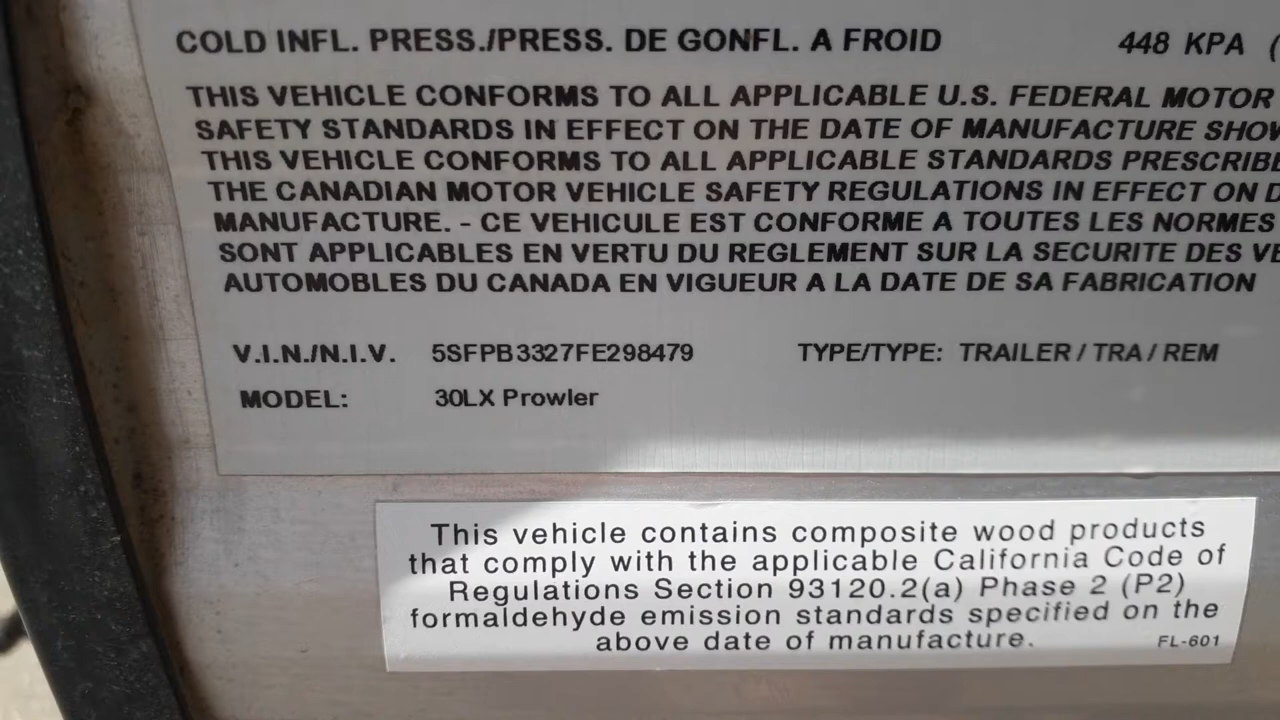 COLD INFL. PRESS./PRESS. DE GONFL. A FROID 448 KPA (
THIS VEHICLE CONFORMS TO ALL APPLICABLE U.S. FEDERAL MOTOR
SAFETY STANDARDS IN EFFECT ON THE DATE OF MANUFACTURE
THIS VEHICLE CONFORMS TO ALL APPLICABLE STANDARDS
THE CANADIAN MOTOR VEHICLE SAFETY REGULATIONS IN EFFECT ON
MANUFACTURE. - CE VEHICULE EST CONFORME A TOUTES LES NORMES
SONT APPLICABLES EN VERTU DU REGLEMENT SUR LA SECURITE DES
AUTOMOBILES DU CANADA EN VIGUEUR A LA DATE DE SA FABRICATION
V.I.N./N.I.V. 5SFPB3327FE298479 TYPE/TYPE: TRAILER / TRA / REM
MODEL: 30LX Prowler
This vehicle contains composite wood products
that comply with the applicable California Code of
Regulations Section 93120.2(a) Phase 2 (P2)
formaldehyde emission standards specified on the
above date of manufacture. FL-601